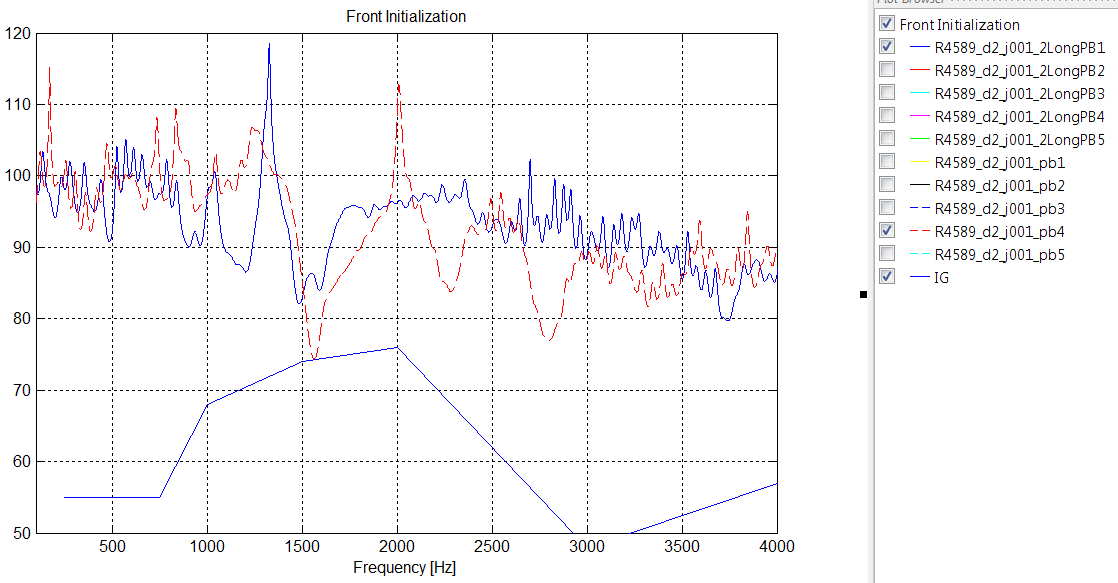 Plot Browser
Front Initialization
120
110
100
90
80
70
60
50
500 1000 1500 2000 2500 3000 3500 4000
Frequency [Hz]
Front Initialization
R4589_d2_j001_2LongPB1
R4589_d2_j001_2LongPB2
R4589_d2_j001_2LongPB3
R4589_d2_j001_2LongPB4
R4589_d2_j001_2LongPB5
R4589_d2_j001_pb1
R4589_d2_j001_pb2
R4589_d2_j001_pb3
R4589_d2_j001_pb4
R4589_d2_j001_pb5
IG